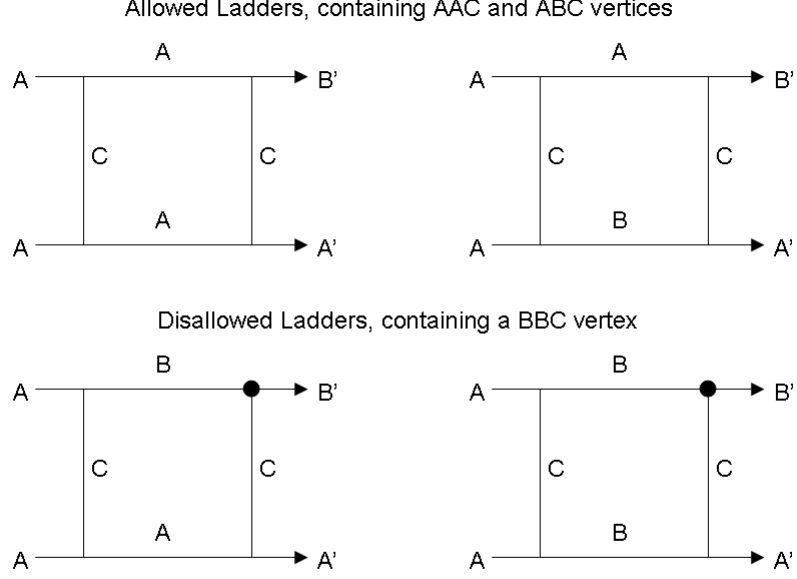 Allowed Ladders, containing AAC and ABC vertices
A A
A B' A B'
C C C C
A B
A A' A A'
Disallowed Ladders, containing a BBC vertex
B B
A B' A B'
C C C C
A B
A A' A A'